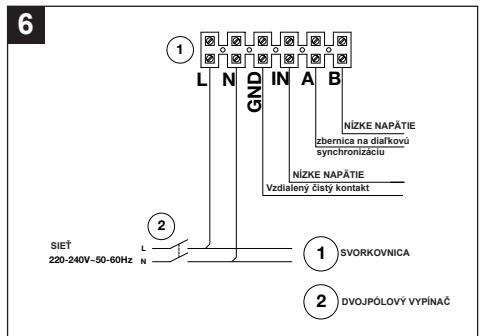 6
1
L N GND IN A B
NÍZKE NAPÄTIE
zbernica na diaľkovú
synchronizáciu
NÍZKE NAPÄTIE
Vzdialený čistý kontakt
2
SIEŤ
220-240V~50-60Hz
L
N
1 SVORKOVNICA
2 DVOJPÓLOVÝ VYPÍNAČ